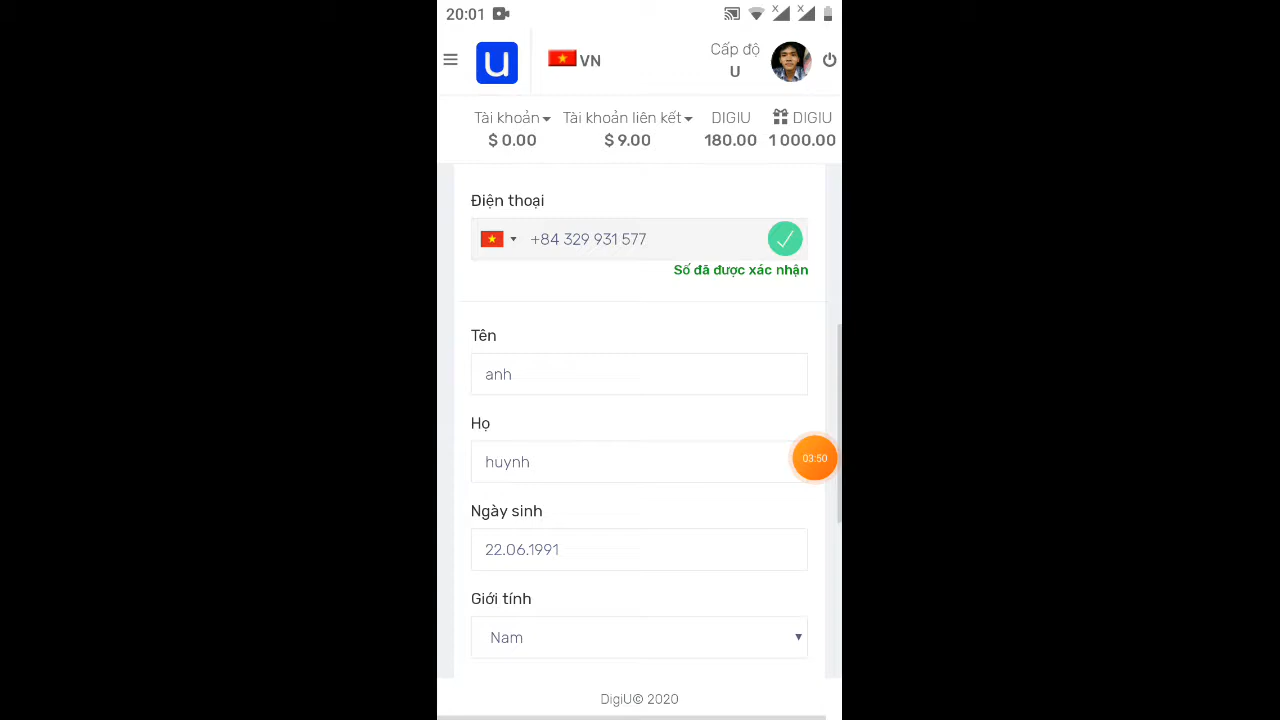 20:01
U VN
Cấp độ
U
Tài khoản Tài khoản liên kết DIGIU DIGIU
$ 0.00 $ 9.00 180.00 1 000.00
Điện thoại
+84 329 931 577
Số đã được xác nhận
Tên
anh
Họ
huynh
03:50
Ngày sinh
22.06.1991
Giới tính
Nam
DigiU© 2020